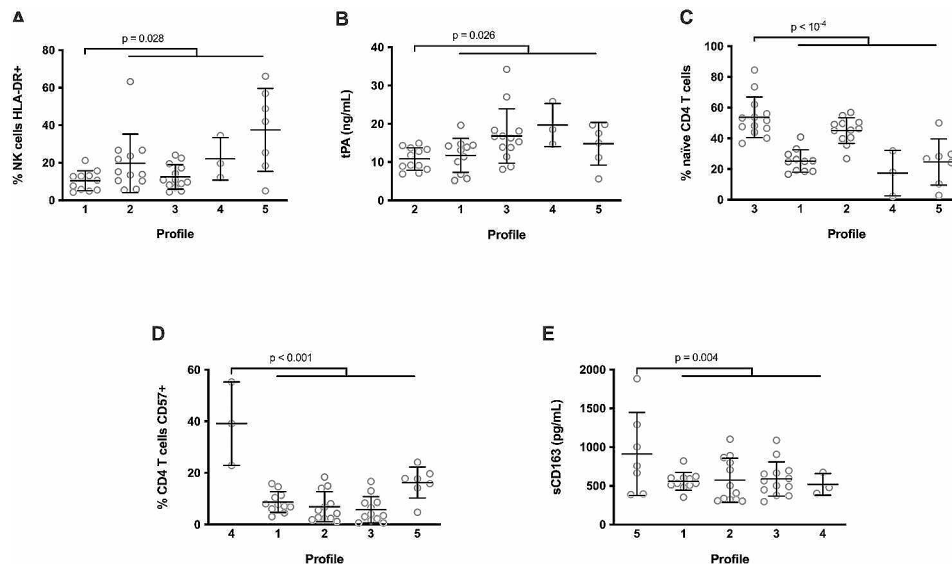 A
p = 0.028
% NK cells HLA-DR+
80
60
40
20
0
1 2 3 4 5
Profile
B
p = 0.026
tPA (ng/mL)
40
30
20
10
0
2 1 3 4 5
Profile
C
p < 10-4
% naïve CD4 T cells
100
80
60
40
20
0
3 1 2 4 5
Profile
D
p < 0.001
% CD4 T cells CD57+
60
40
20
0
4 1 2 3 5
Profile
E
p = 0.004
sCD163 (pg/mL)
2000
1500
1000
500
0
5 1 2 3 4
Profile